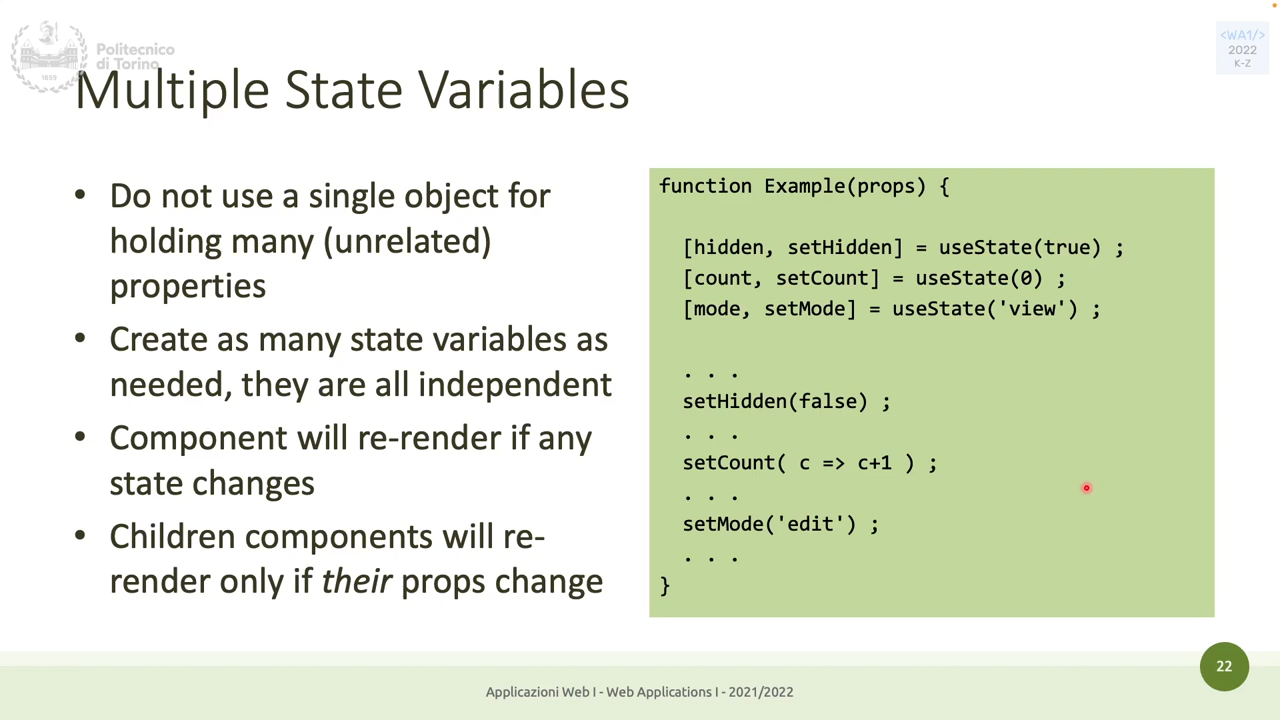 Politecnico
di Torino
1859
<WA1/>
2022
K-Z
Multiple State Variables
• Do not use a single object for
holding many (unrelated)
properties
• Create as many state variables as
needed, they are all independent
• Component will re-render if any
state changes
• Children components will re-
render only if their props change
function Example(props) {
[hidden, setHidden] = useState(true) ;
[count, setCount] = useState(0) ;
[mode, setMode] = useState('view') ;
. . .
setHidden(false) ;
. . .
setCount( c => c+1 ) ;
. . .
setMode('edit') ;
. . .
}
22
Applicazioni Web I - Web Applications I - 2021/2022